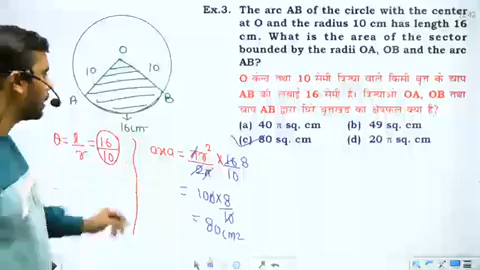 Ex.3. The arc AB of the circle with the center
at O and the radius 10 cm has length 16
cm. What is the area of the sector
bounded by the radii OA, OB and the arc
AB?
O केन्द्र तथा 10 सेमी त्रिज्या वाले किसी वृत्त के चाप
AB की लंबाई 16 सेमी है। त्रिज्याओं OA, OB तथा
चाप AB द्वारा घिरे वृत्तखंड का क्षेत्रफल क्या है?
(a) 40 π sq. cm (b) 49 sq. cm
(c) 80 sq. cm (d) 20 π sq. cm
O
10 10
A B
16cm
θ = l/r = 16/10
area = πr²/2π × 16/10 8
= 100×8/10
= 80cm2